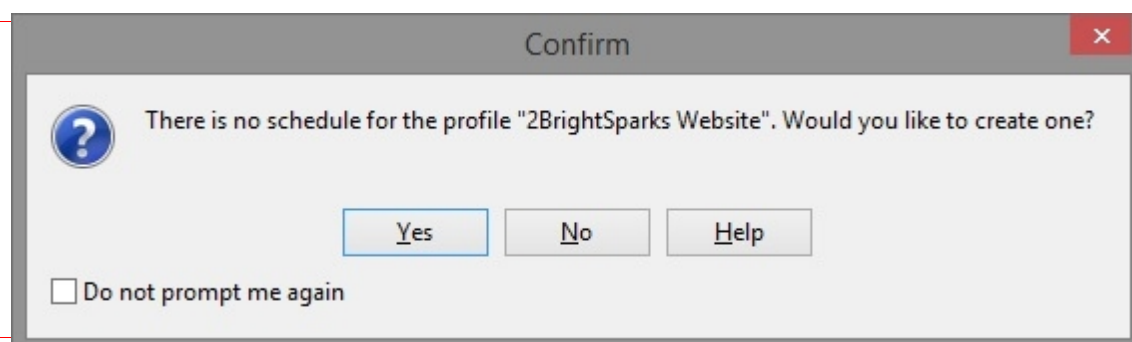 Confirm
There is no schedule for the profile "2BrightSparks Website". Would you like to create one?
Yes
No
Help
Do not prompt me again